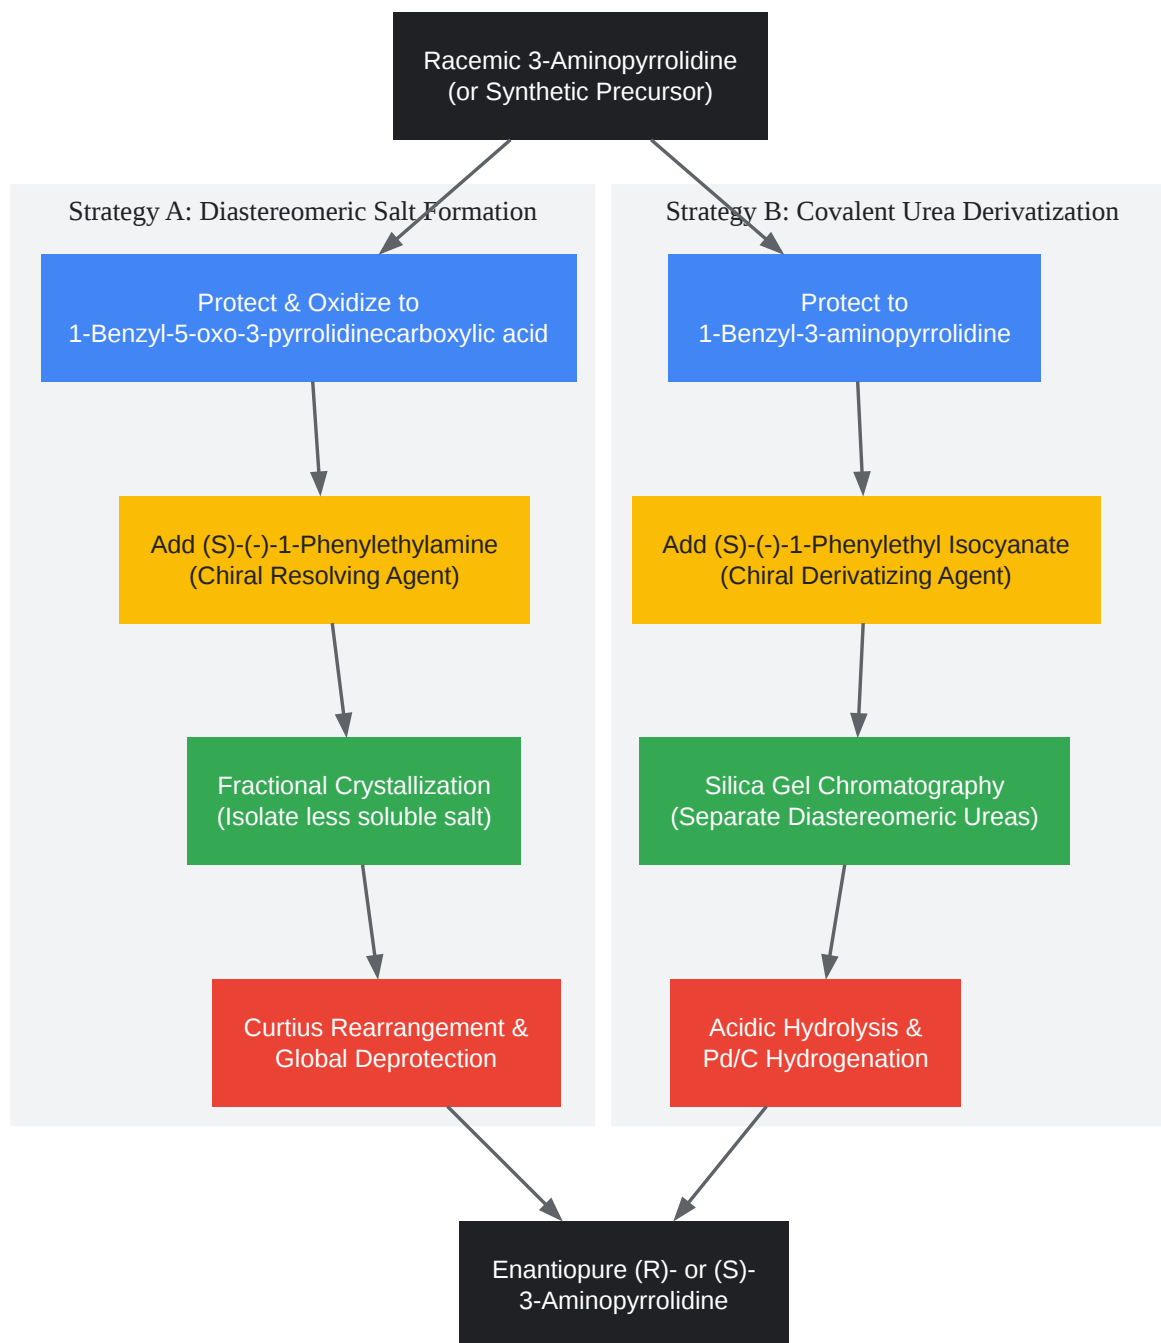 Racemic 3-Aminopyrrolidine
(or Synthetic Precursor)
Strategy A: Diastereomeric Salt Formation
Protect & Oxidize to
1-Benzyl-5-oxo-3-pyrrolidinecarboxylic acid
Add (S)-(-)-1-Phenylethylamine
(Chiral Resolving Agent)
Fractional Crystallization
(Isolate less soluble salt)
Curtius Rearrangement &
Global Deprotection
Strategy B: Covalent Urea Derivatization
Protect to
1-Benzyl-3-aminopyrrolidine
Add (S)-(-)-1-Phenylethyl Isocyanate
(Chiral Derivatizing Agent)
Silica Gel Chromatography
(Separate Diastereomeric Ureas)
Acidic Hydrolysis &
Pd/C Hydrogenation
Enantiopure (R)- or (S)-
3-Aminopyrrolidine